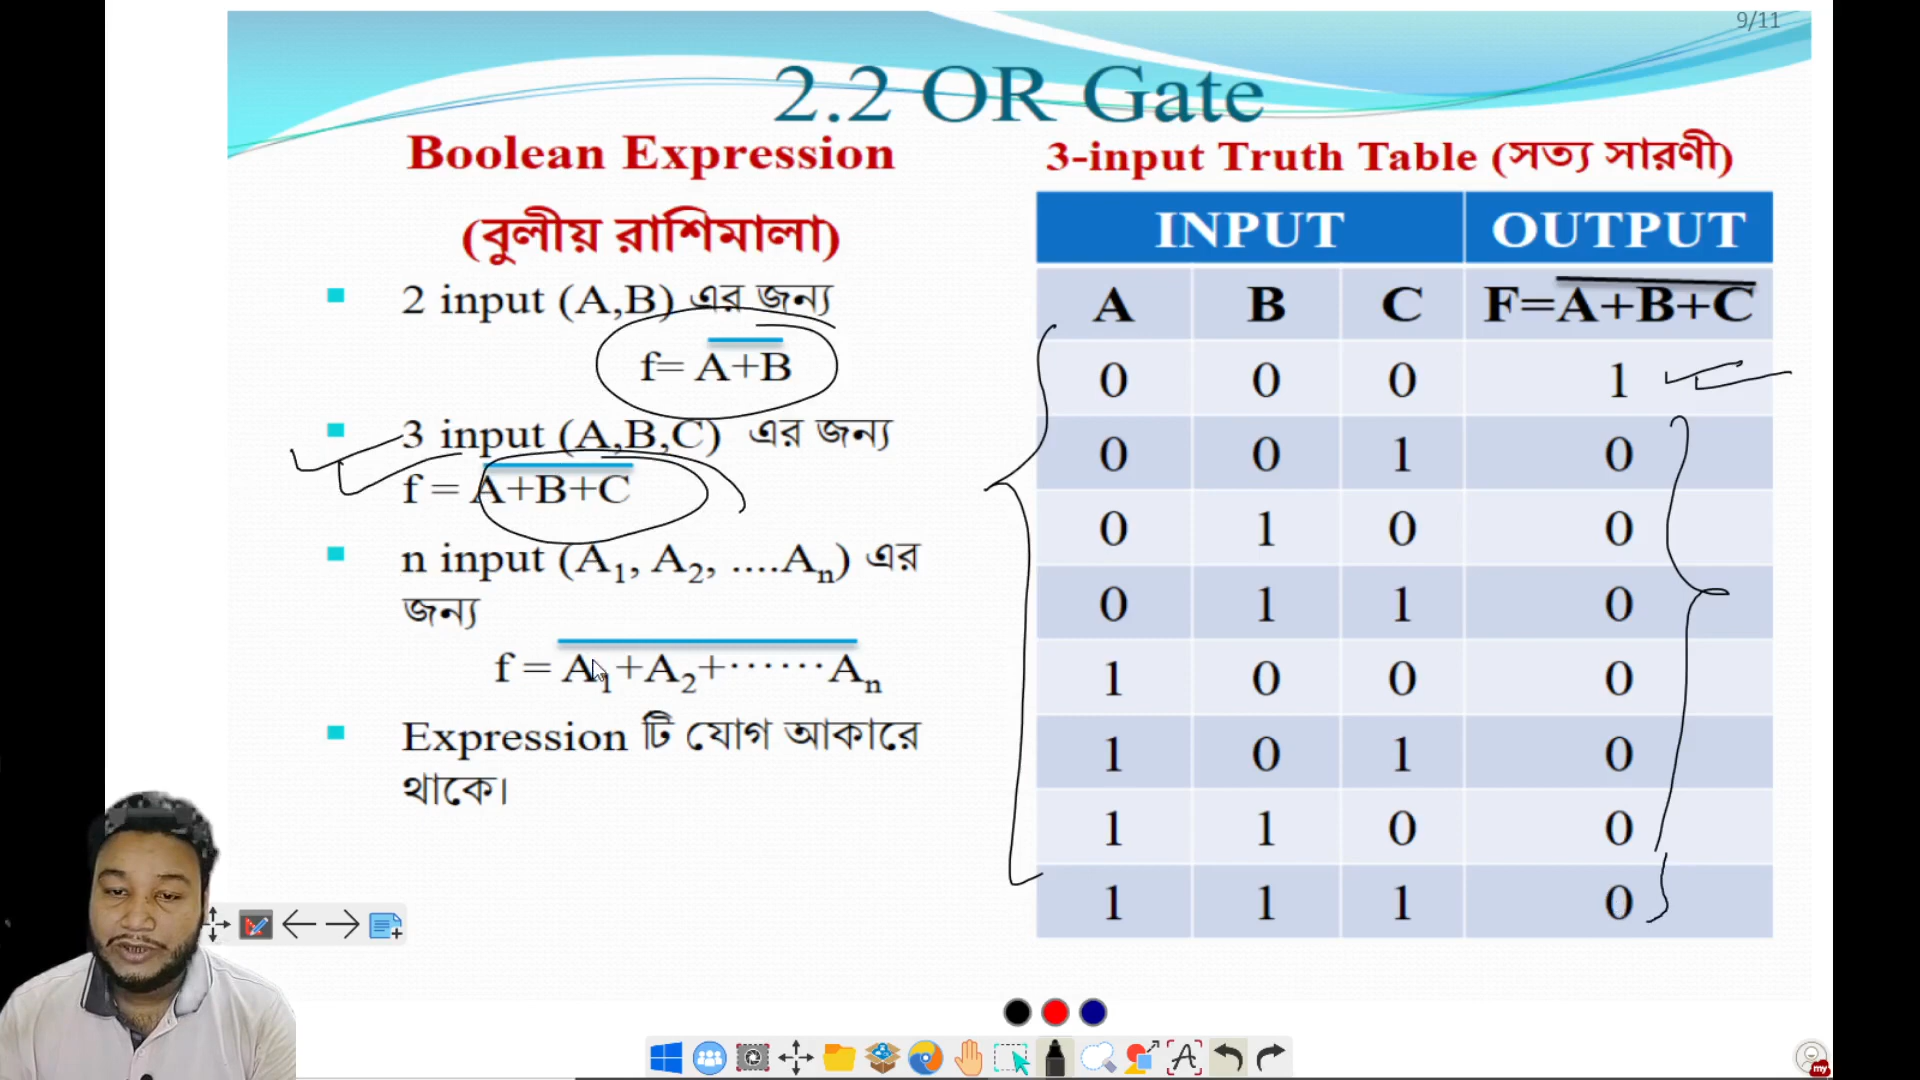 9/11
2.2 OR Gate
Boolean Expression
(বুলীয় রাশিমালা)
2 input (A,B) এর জন্য
f= A̅+̅B̅
3 input (A,B,C) এর জন্য
f = A̅+̅B̅+̅C̅
n input (A₁, A₂, ....Aₙ) এর
জন্য
f = A̅₁̅+̅A̅₂̅+̅·̅·̅·̅·̅·̅·̅A̅ₙ̅
Expression টি যোগ আকারে
থাকে।
3-input Truth Table (সত্য সারণী)
INPUT OUTPUT
A B C F=A̅+̅B̅+̅C̅
0 0 0 1
0 0 1 0
0 1 0 0
0 1 1 0
1 0 0 0
1 0 1 0
1 1 0 0
1 1 1 0
my